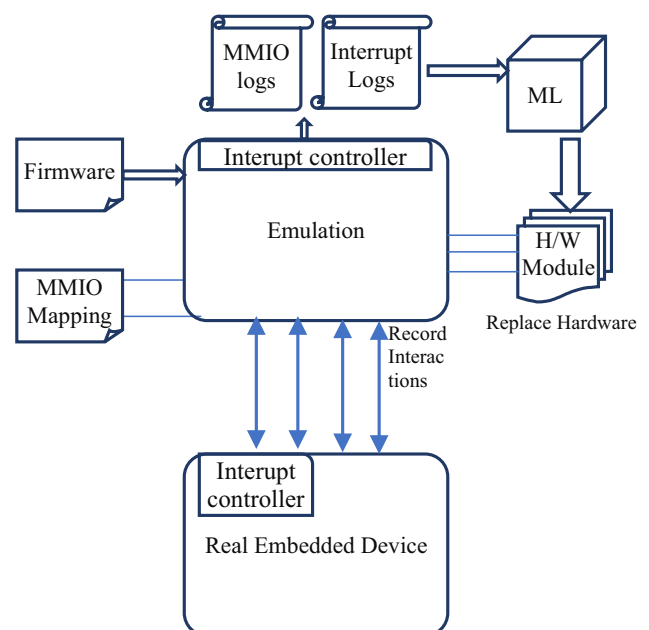 MMIO
logs
Interrupt
Logs
ML
Firmware
Interupt controller
Emulation
H/W
Module
MMIO
Mapping
Replace Hardware
Record
Interac
tions
Interupt
controller
Real Embedded Device